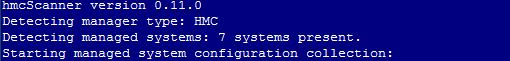 hmcScanner version 0.11.0
Detecting manager type: HMC
Detecting managed systems: 7 systems present.
Starting managed system configuration collection: